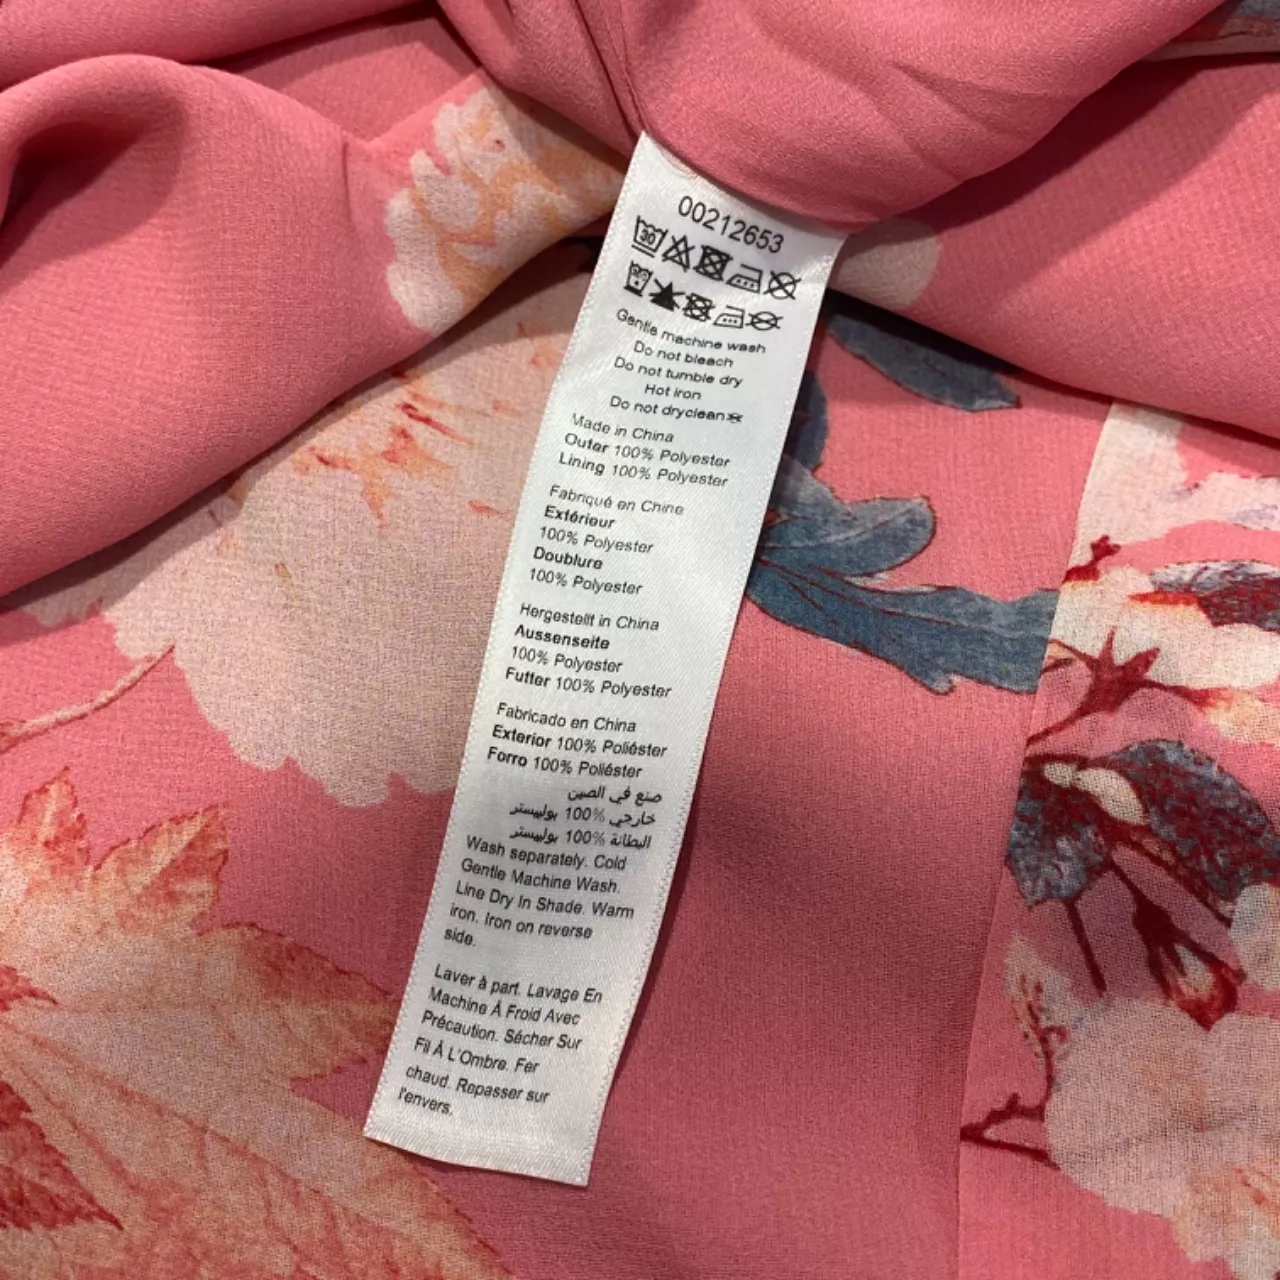 00212653
30
Gentle machine wash
Do not bleach
Do not tumble dry
Hot iron
Do not dryclean
Made in China
Outer 100% Polyester
Lining 100% Polyester
Fabriqué en Chine
Extérieur
100% Polyester
Doublure
100% Polyester
Hergestellt in China
Aussenseite
100% Polyester
Futter 100% Polyester
Fabricado en China
Exterior 100% Poliéster
Forro 100% Poliéster
صنع في الصين
خارجي 100% بوليستر
البطانة 100% بوليستر
Wash separately. Cold
Gentle Machine Wash.
Line Dry In Shade. Warm
iron. Iron on reverse
side.
Laver à part. Lavage En
Machine À Froid Avec
Précaution. Sécher Sur
Fil À L'Ombre. Fer
chaud. Repasser sur
l'envers.